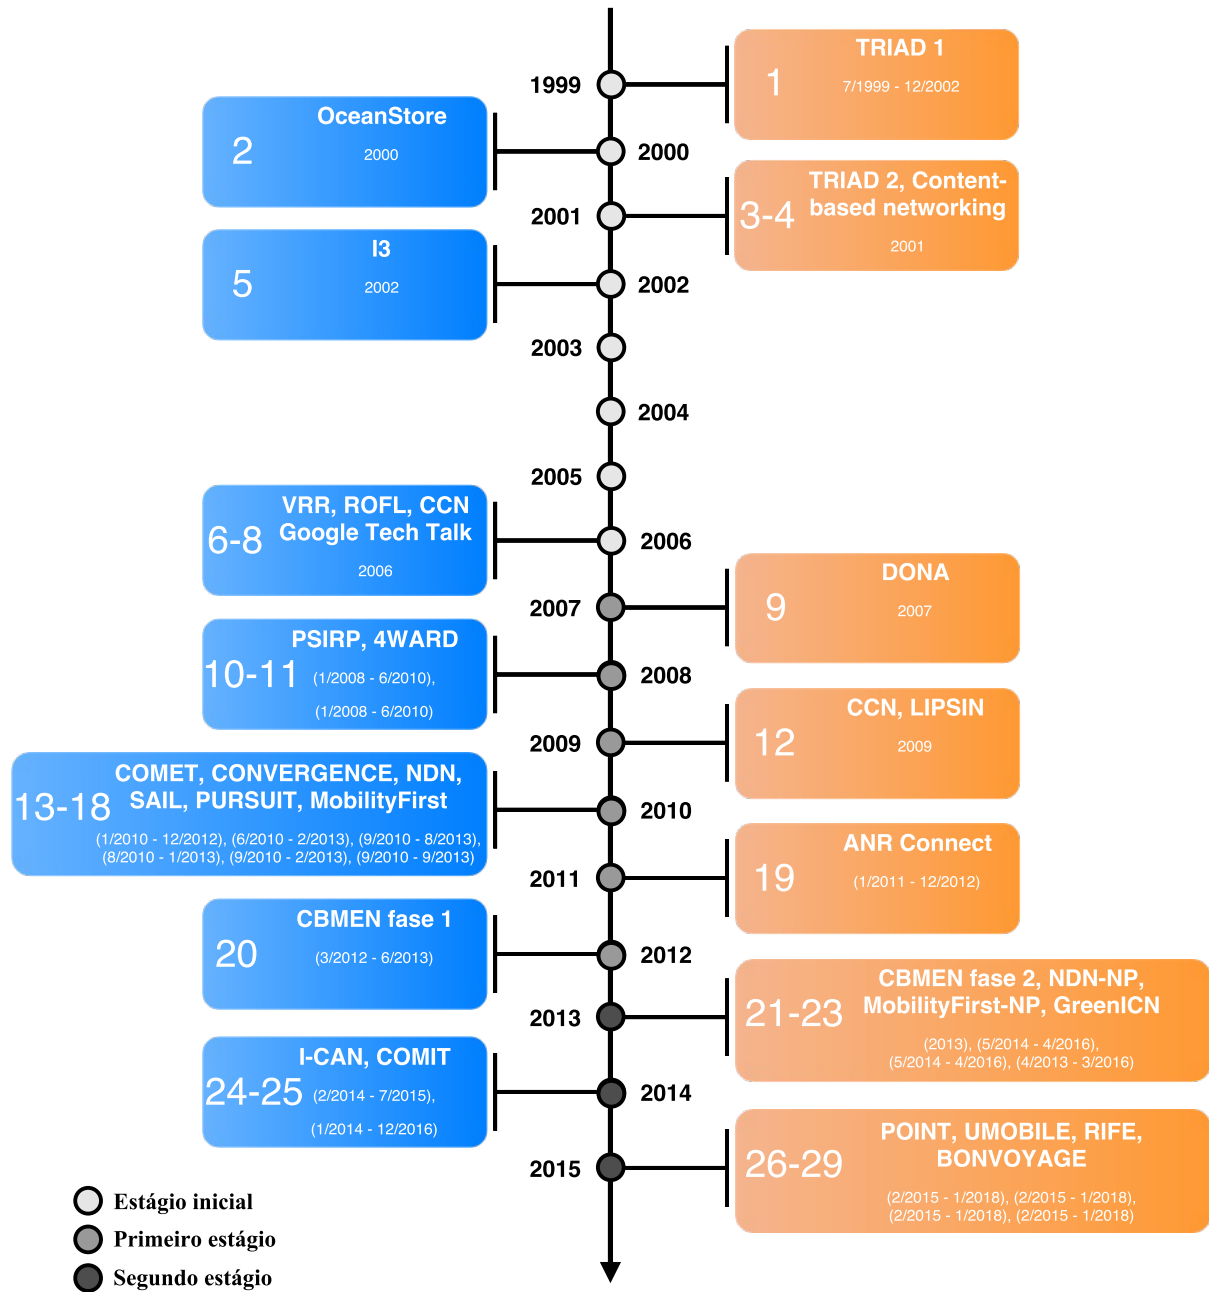 1999
1
TRIAD 1
7/1999 - 12/2002
2
OceanStore
2000
2000
3-4
TRIAD 2, Content-
based networking
2001
2001
5
I3
2002
2002
2003
2004
2005
6-8
VRR, ROFL, CCN
Google Tech Talk
2006
2006
9
DONA
2007
2007
10-11
PSIRP, 4WARD
(1/2008 - 6/2010),
(1/2008 - 6/2010)
2008
12
CCN, LIPSIN
2009
2009
13-18
COMET, CONVERGENCE, NDN,
SAIL, PURSUIT, MobilityFirst
(1/2010 - 12/2012), (6/2010 - 2/2013), (9/2010 - 8/2013),
(8/2010 - 1/2013), (9/2010 - 2/2013), (9/2010 - 9/2013)
2010
19
ANR Connect
(1/2011 - 12/2012)
2011
20
CBMEN fase 1
(3/2012 - 6/2013)
2012
21-23
CBMEN fase 2, NDN-NP,
MobilityFirst-NP, GreenICN
(2013), (5/2014 - 4/2016),
(5/2014 - 4/2016), (4/2013 - 3/2016)
2013
24-25
I-CAN, COMIT
(2/2014 - 7/2015),
(1/2014 - 12/2016)
2014
26-29
POINT, UMOBILE, RIFE,
BONVOYAGE
(2/2015 - 1/2018), (2/2015 - 1/2018),
(2/2015 - 1/2018), (2/2015 - 1/2018)
2015
Estágio inicial
Primeiro estágio
Segundo estágio